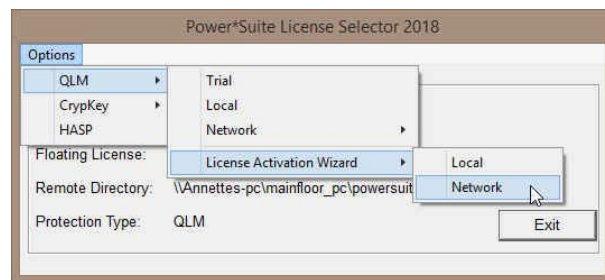 Power*Suite License Selector 2018
Options
QLM
CrypKey
HASP
Trial
Local
Network
License Activation Wizard
Local
Network
Floating License:
Remote Directory: \\Annettes-pc\mainfloor_pc\powersuit
Protection Type: QLM
Exit